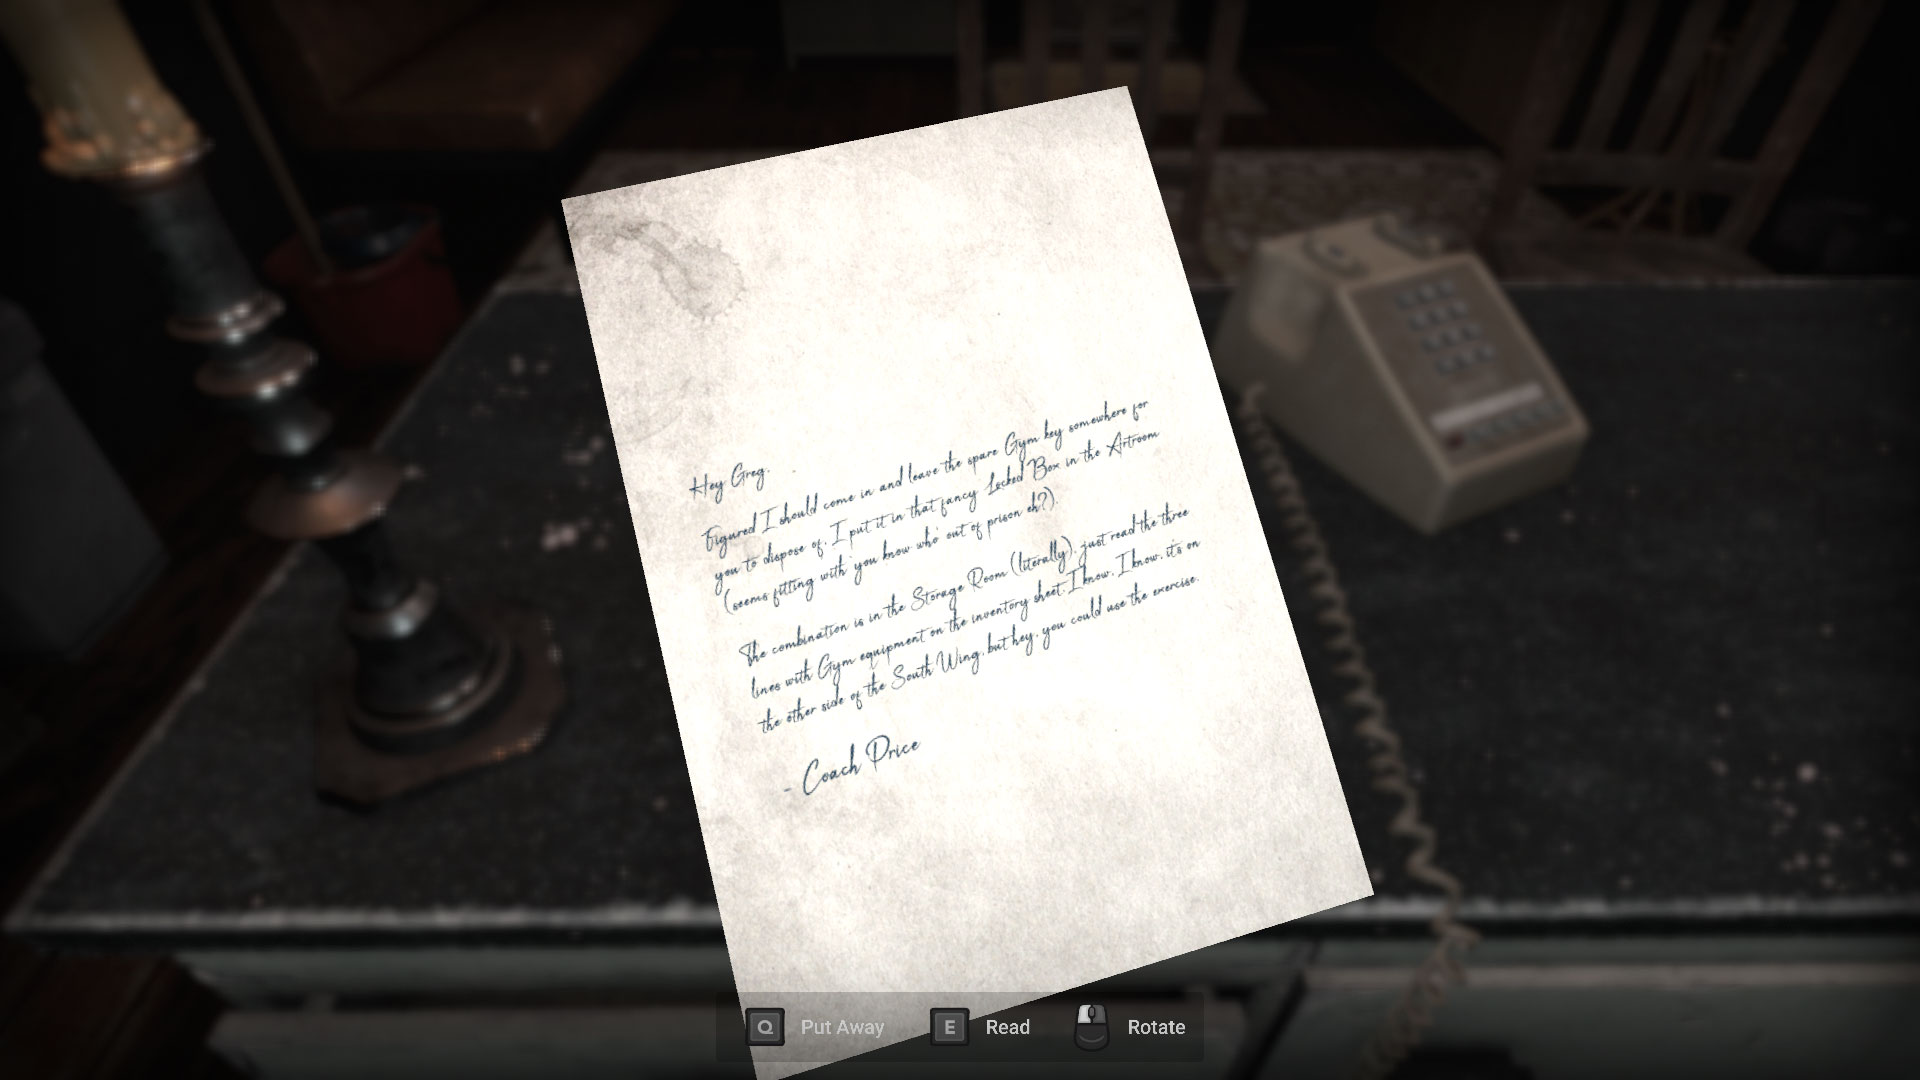 Hey Greg,
Figured I should come in and leave the spare Gym key somewhere for
you to dispose of, I put it in that fancy Locked Box in the Artroom
(seems fitting with 'you know who' out of prison eh?).
The combination is in the Storage Room (literally), just read the three
lines with Gym equipment on the inventory sheet. I know, I know, it's on
the other side of the South Wing, but hey, you could use the exercise.
- Coach Price
Q Put Away E Read Rotate